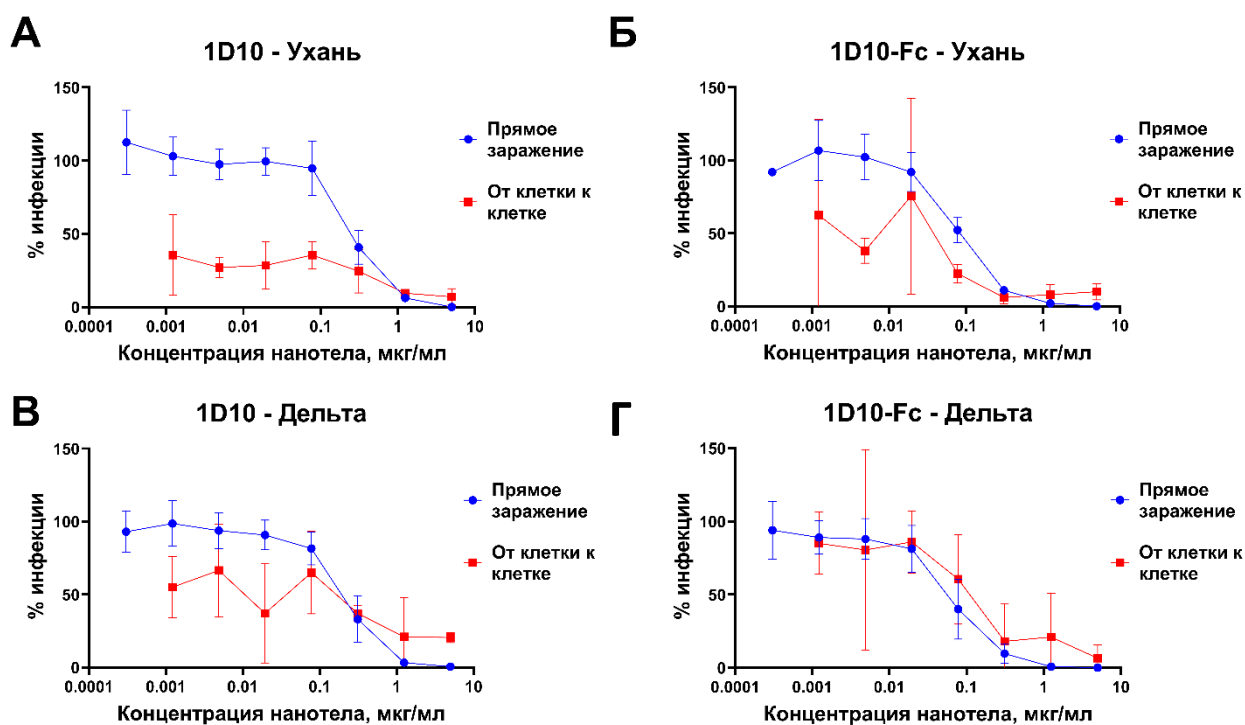 А
1D10 - Ухань
150
100
50
0
% инфекции
0.0001
0.001
0.01
0.1
1
10
Концентрация нанотела, мкг/мл
Прямое
заражение
От клетки к
клетке
Б
1D10-Fc - Ухань
150
100
50
0
% инфекции
0.0001
0.001
0.01
0.1
1
10
Концентрация нанотела, мкг/мл
Прямое
заражение
От клетки к
клетке
В
1D10 - Дельта
150
100
50
0
% инфекции
0.0001
0.001
0.01
0.1
1
10
Концентрация нанотела, мкг/мл
Прямое
заражение
От клетки к
клетке
Г
1D10-Fc - Дельта
150
100
50
0
% инфекции
0.0001
0.001
0.01
0.1
1
10
Концентрация нанотела, мкг/мл
Прямое
заражение
От клетки к
клетке